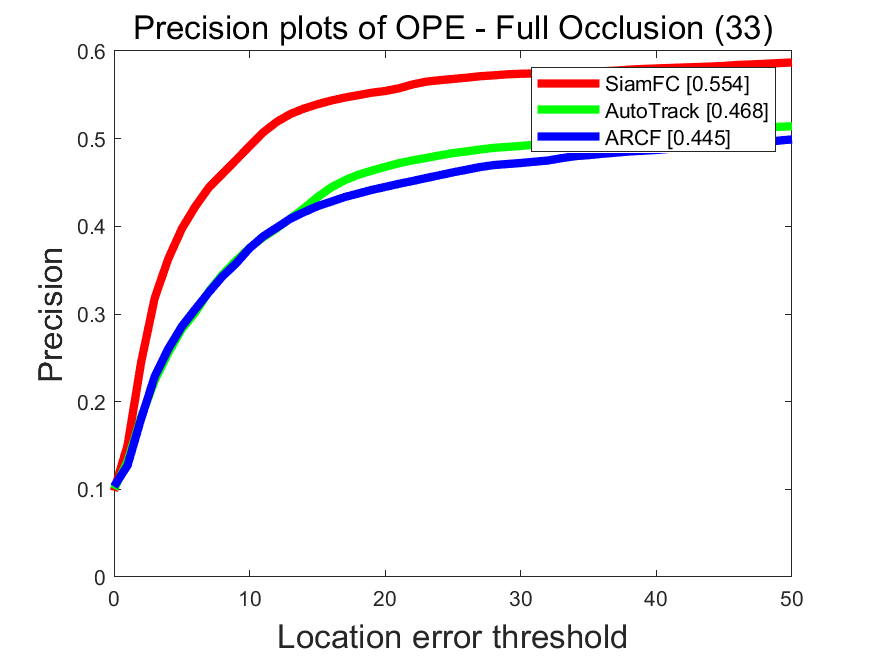 Precision plots of OPE - Full Occlusion (33)
0.6
0.5
0.4
0.3
0.2
0.1
0
Precision
SiamFC [0.554]
AutoTrack [0.468]
ARCF [0.445]
0 10 20 30 40 50
Location error threshold